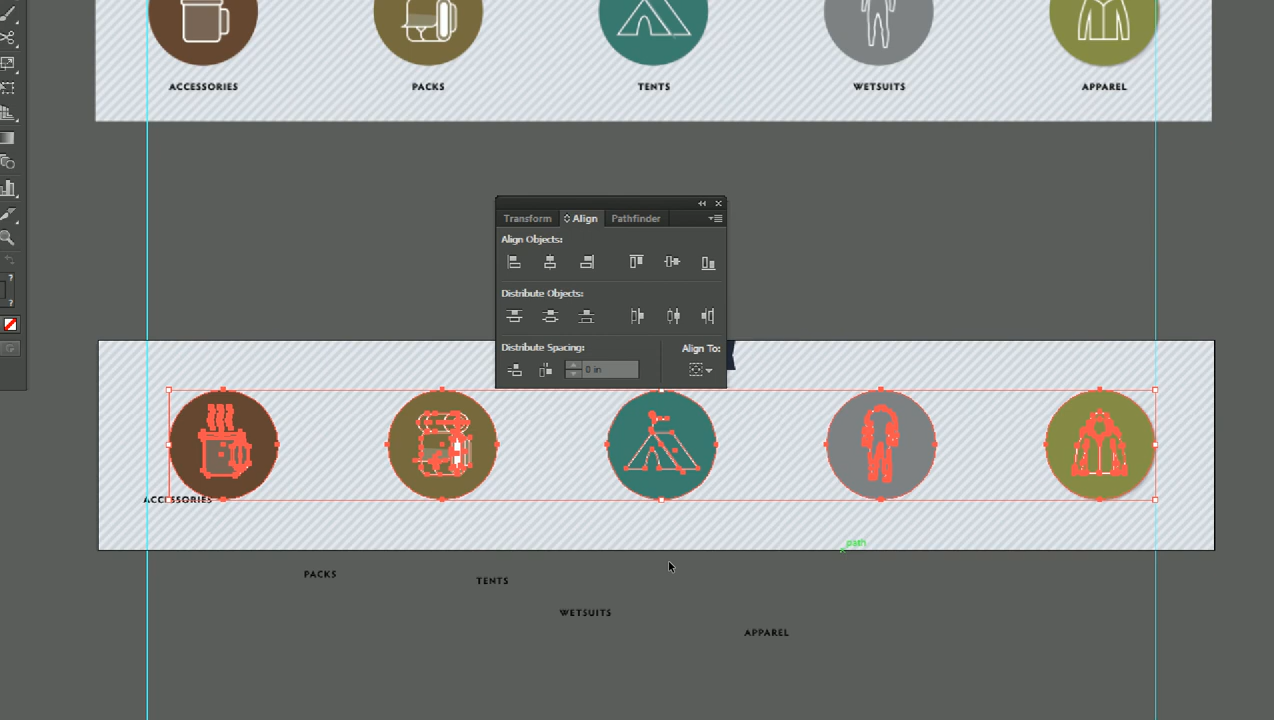 ACCESSORIES PACKS TENTS WETSUITS APPAREL
Transform Align Pathfinder
Align Objects:
Distribute Objects:
Distribute Spacing: Align To:
0 in
ACCESSORIES
path
PACKS
TENTS
WETSUITS
APPAREL